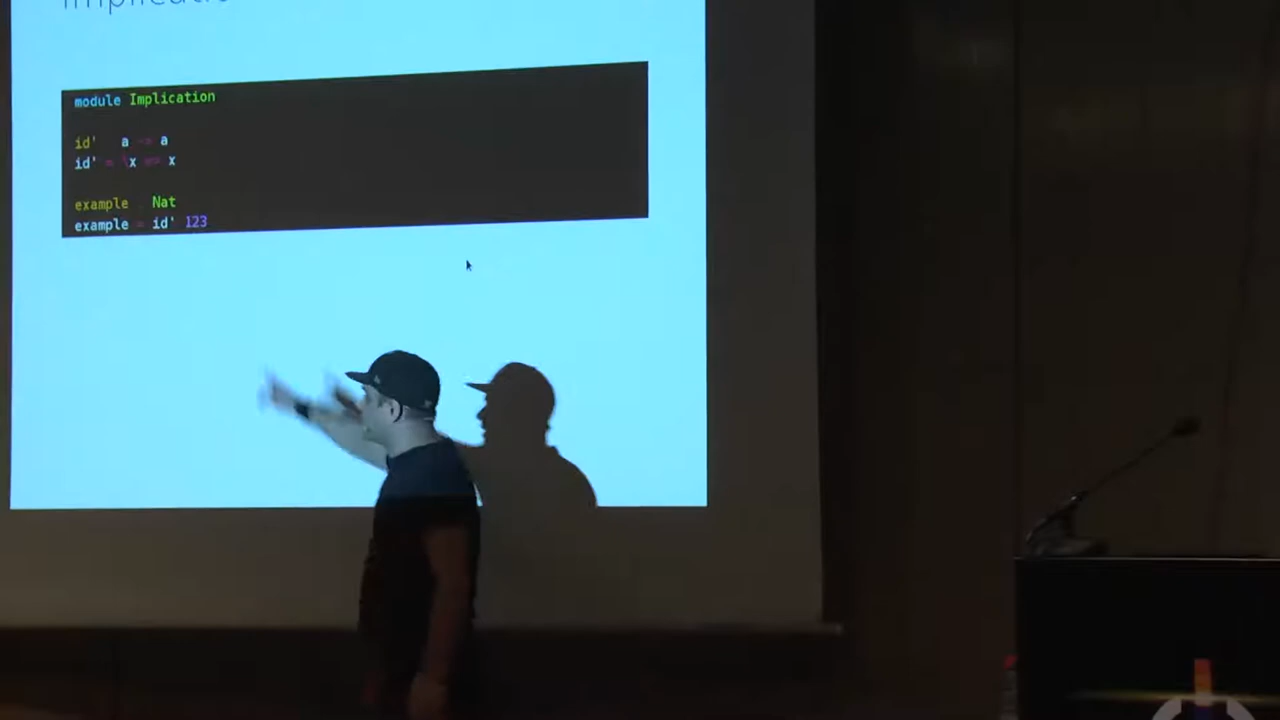 module Implication
id' a -> a
id' = \x => x
example Nat
example = id' 123